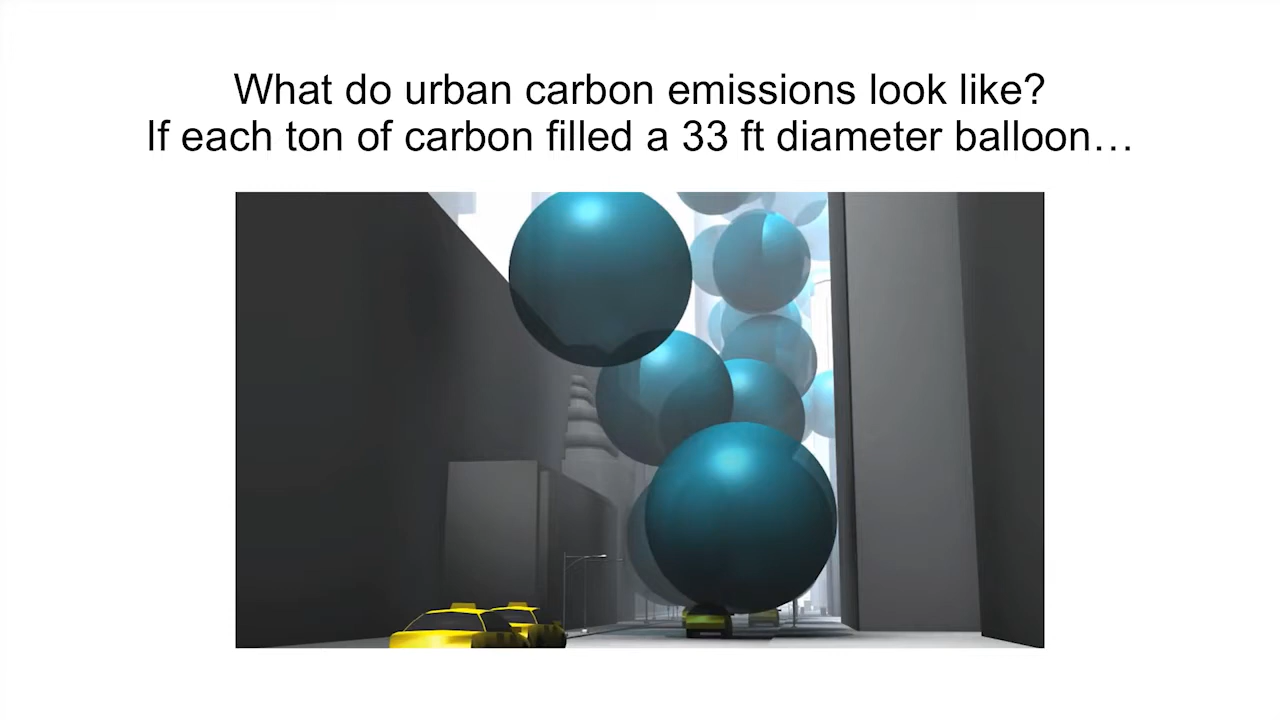 What do urban carbon emissions look like?
If each ton of carbon filled a 33 ft diameter balloon…